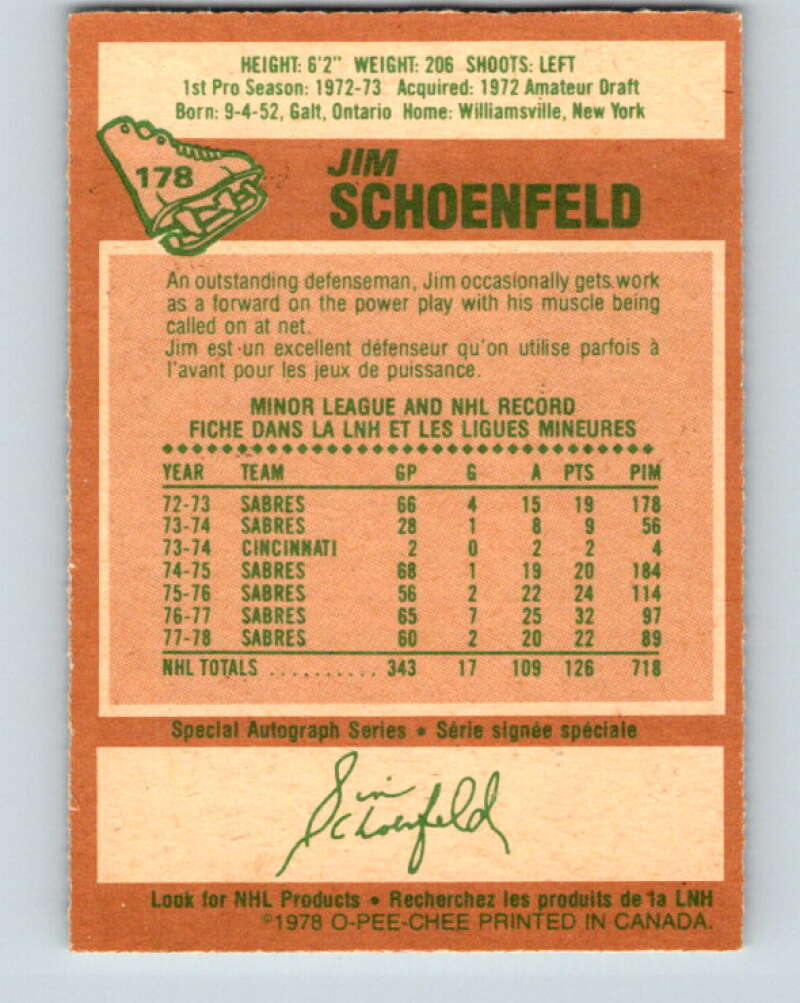 HEIGHT: 6'2" WEIGHT: 206 SHOOTS: LEFT
1st Pro Season: 1972-73 Acquired: 1972 Amateur Draft
Born: 9-4-52, Galt, Ontario Home: Williamsville, New York
178
JIM
SCHOENFELD
An outstanding defenseman, Jim occasionally gets work
as a forward on the power play with his muscle being
called on at net.
Jim est un excellent défenseur qu'on utilise parfois à
l'avant pour les jeux de puissance.
MINOR LEAGUE AND NHL RECORD
FICHE DANS LA LNH ET LES LIGUES MINEURES
YEAR TEAM GP G A PTS PIM
72-73 SABRES 66 4 15 19 178
73-74 SABRES 28 1 8 9 56
73-74 CINCINNATI 2 0 2 2 4
74-75 SABRES 68 1 19 20 184
75-76 SABRES 56 2 22 24 114
76-77 SABRES 65 7 25 32 97
77-78 SABRES 60 2 20 22 89
NHL TOTALS .......... 343 17 109 126 718
Special Autograph Series • Série signée spéciale
Jim
Schoenfeld
Look for NHL Products • Recherchez les produits de la LNH
©1978 O-PEE-CHEE PRINTED IN CANADA.